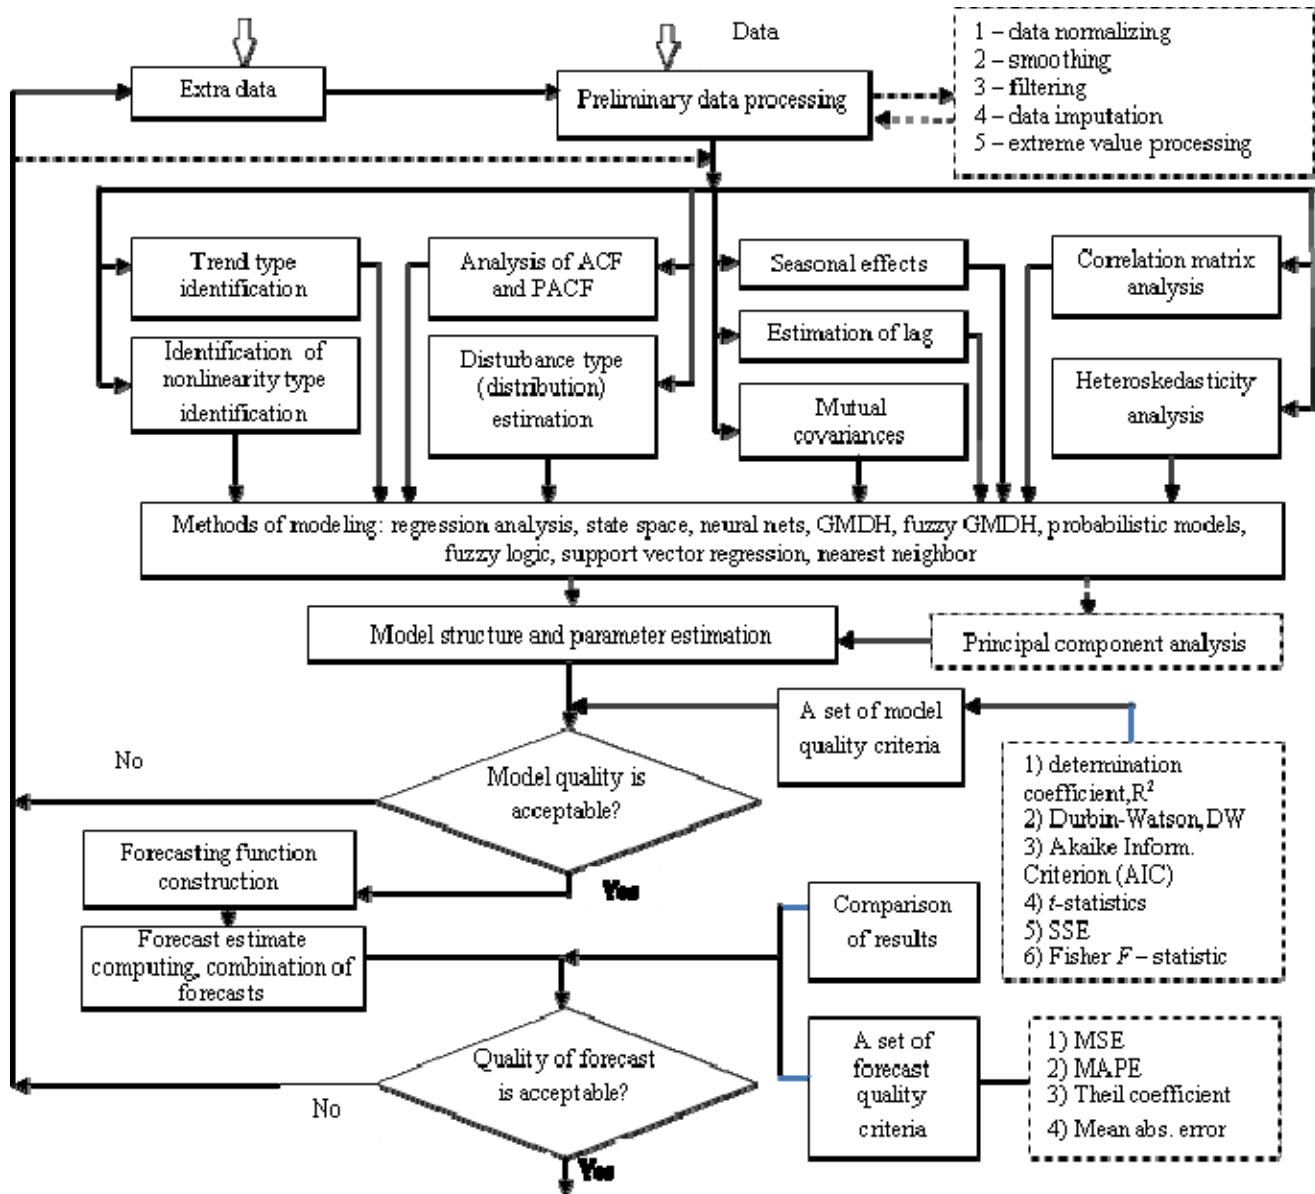 Data
1 – data normalizing
2 – smoothing
3 – filtering
4 – data imputation
5 – extreme value processing
Extra data
Preliminary data processing
Trend type
identification
Analysis of ACF
and PACF
Seasonal effects
Correlation matrix
analysis
Identification of
nonlinearity type
identification
Disturbance type
(distribution)
estimation
Estimation of lag
Mutual
covariances
Heteroskedasticity
analysis
Methods of modeling: regression analysis, state space, neural nets, GMDH, fuzzy GMDH, probabilistic models,
fuzzy logic, support vector regression, nearest neighbor
Model structure and parameter estimation
Principal component analysis
A set of model
quality criteria
No
Model quality is
acceptable?
1) determination
coefficient,R²
2) Durbin-Watson,DW
3) Akaike Inform.
Criterion (AIC)
4) t-statistics
5) SSE
6) Fisher F – statistic
Forecasting function
construction
Yes
Comparison
of results
Forecast estimate
computing, combination of
forecasts
Quality of forecast
is acceptable?
A set of
forecast
quality
criteria
1) MSE
2) MAPE
3) Theil coefficient
4) Mean abs. error
No
Yes